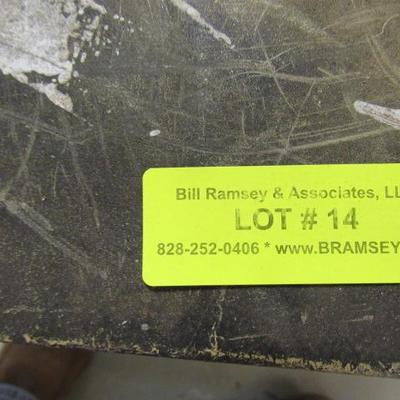 Bill Ramsey & Associates, LL
LOT # 14
828-252-0406 * www.BRAMSEY